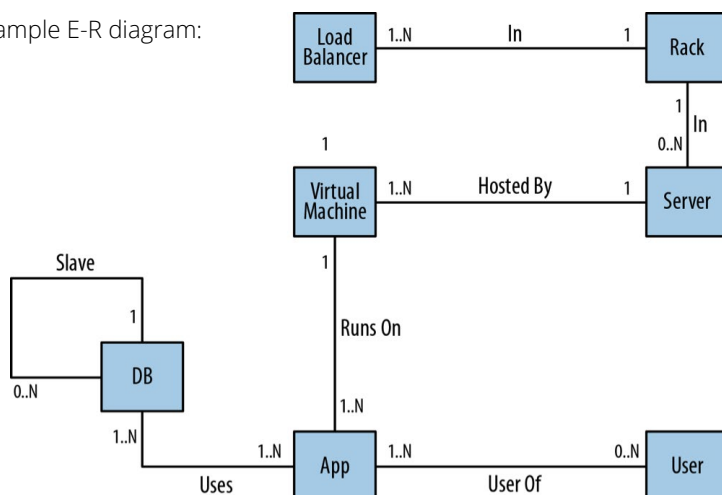 ample E-R diagram:
Load
Balancer
1..N
In
1
Rack
1
In
0..N
1
Virtual
Machine
1..N
Hosted By
1
Server
1
Slave
1
Runs On
DB
0..N
1..N
1..N
1..N
App
1..N
0..N
User
Uses
User Of